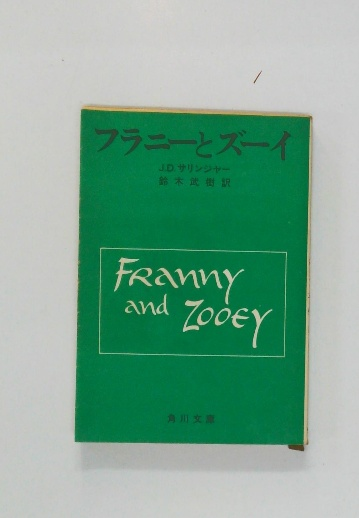 フラニーとズーイ
J.D.サリンジャー
鈴木武樹訳
FRANNY
and ZOOEY
角川文庫